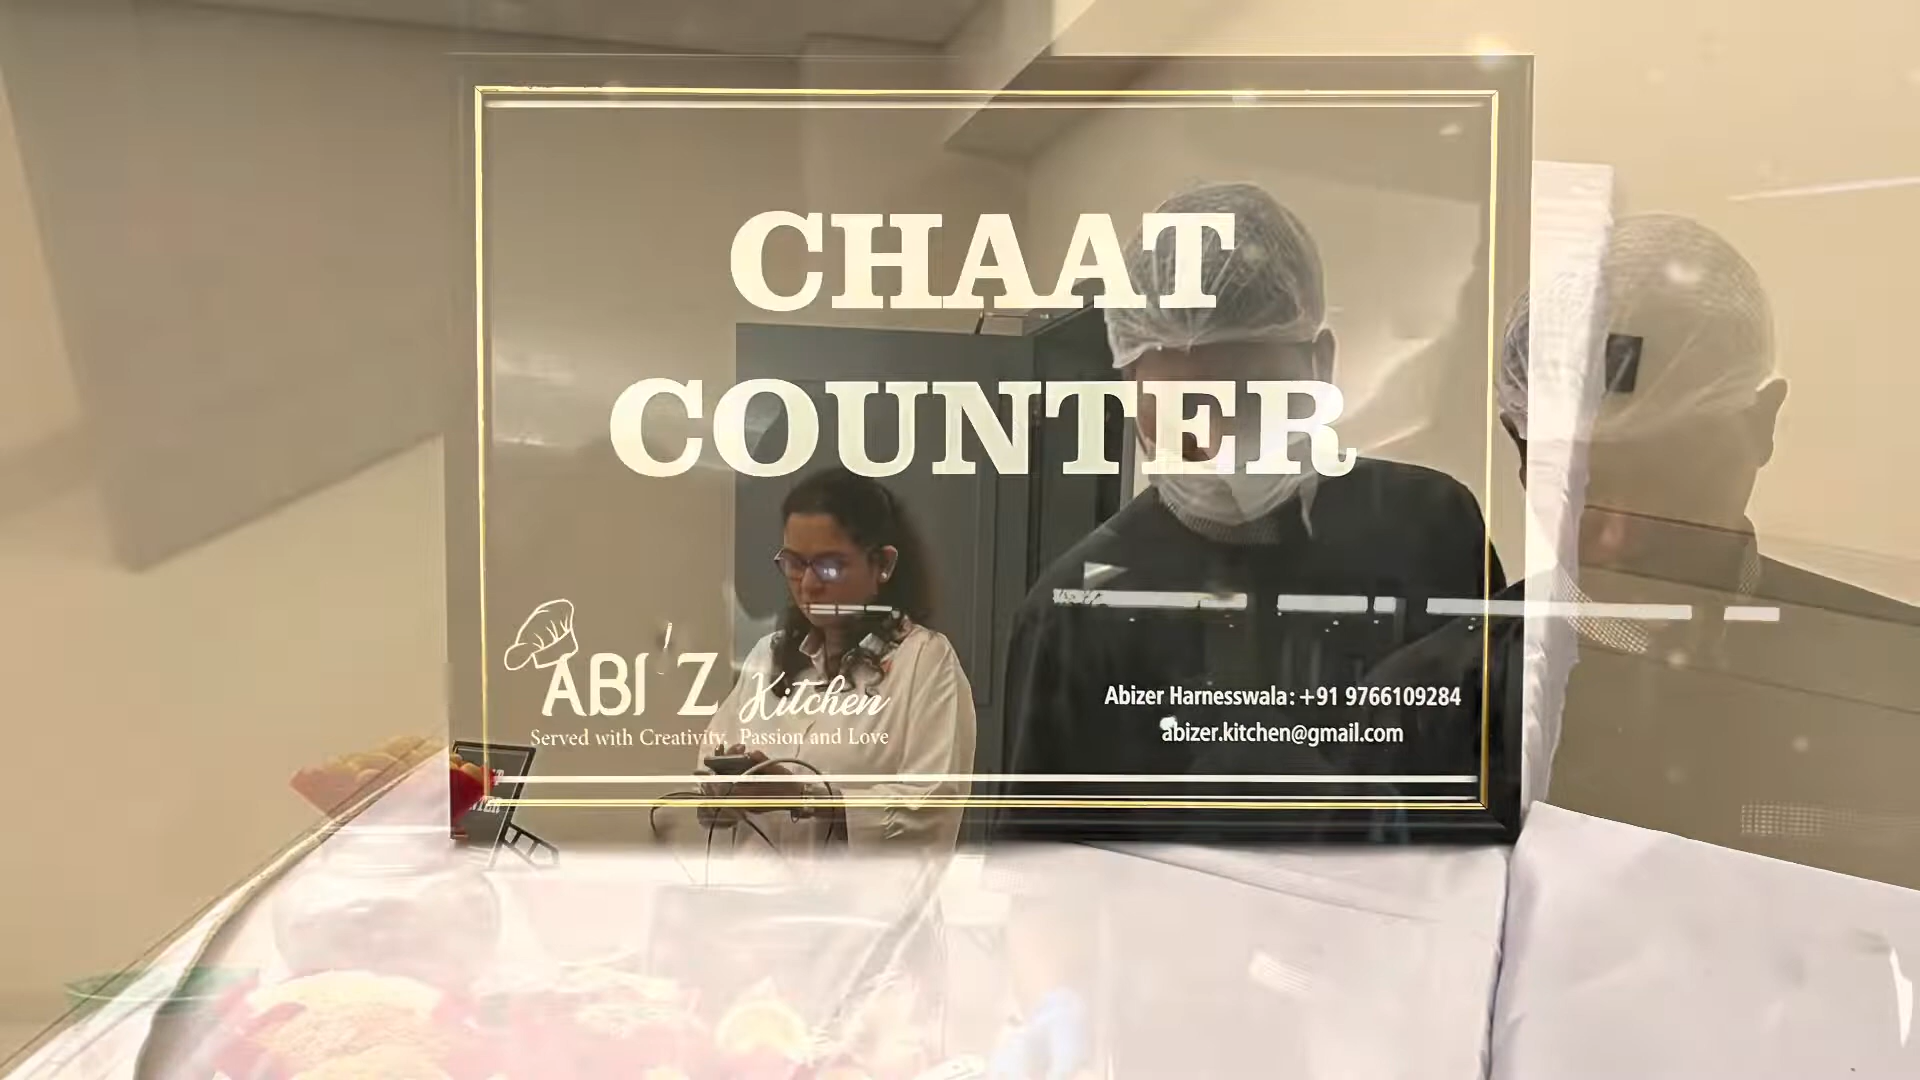 CHAAT
COUNTER
ABI'Z Kitchen
Served with Creativity, Passion and Love
Abizer Harnesswala: +91 9766109284
abizer.kitchen@gmail.com